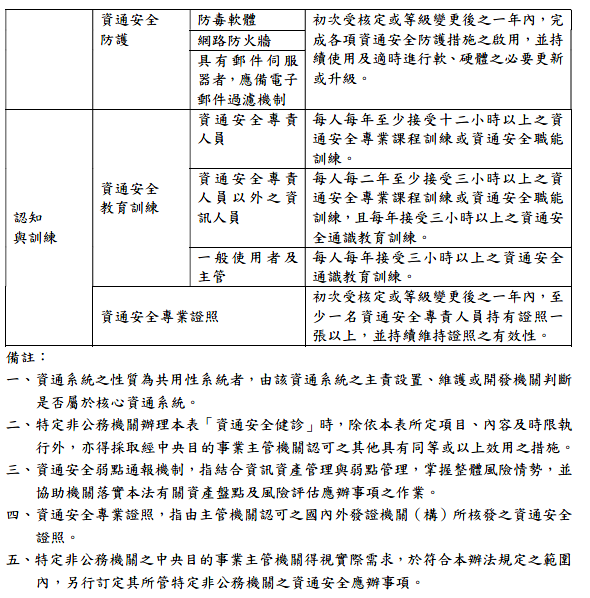 資通安全
防護
防毒軟體
網路防火牆
具有郵件伺服
器者，應備電子
郵件過濾機制
初次受核定或等級變更後之一年內，完
成各項資通安全防護措施之啟用，並持
續使用及適時進行軟、硬體之必要更新
或升級。
認知
與訓練
資通安全
教育訓練
資通安全專責
人員
每人每年至少接受十二小時以上之資
通安全專業課程訓練或資通安全職能
訓練。
資通安全專責
人員以外之資
訊人員
每人每二年至少接受三小時以上之資
通安全專業課程訓練或資通安全職能
訓練，且每年接受三小時以上之資通安
全通識教育訓練。
一般使用者及
主管
每人每年接受三小時以上之資通安全
通識教育訓練。
資通安全專業證照
初次受核定或等級變更後之一年內，至
少一名資通安全專責人員持有證照一
張以上，並持續維持證照之有效性。
備註：
一、資通系統之性質為共用性系統者，由該資通系統之主責設置、維護或開發機關判斷
是否屬於核心資通系統。
二、特定非公務機關辦理本表「資通安全健診」時，除依本表所定項目、內容及時限執
行外，亦得採取經中央目的事業主管機關認可之其他具有同等或以上效用之措施。
三、資通安全弱點通報機制，指結合資訊資產管理與弱點管理，掌握整體風險情勢，並
協助機關落實本法有關資產盤點及風險評估應辦事項之作業。
四、資通安全專業證照，指由主管機關認可之國內外發證機關（構）所核發之資通安全
證照。
五、特定非公務機關之中央目的事業主管機關得視實際需求，於符合本辦法規定之範圍
內，另行訂定其所管特定非公務機關之資通安全應辦事項。